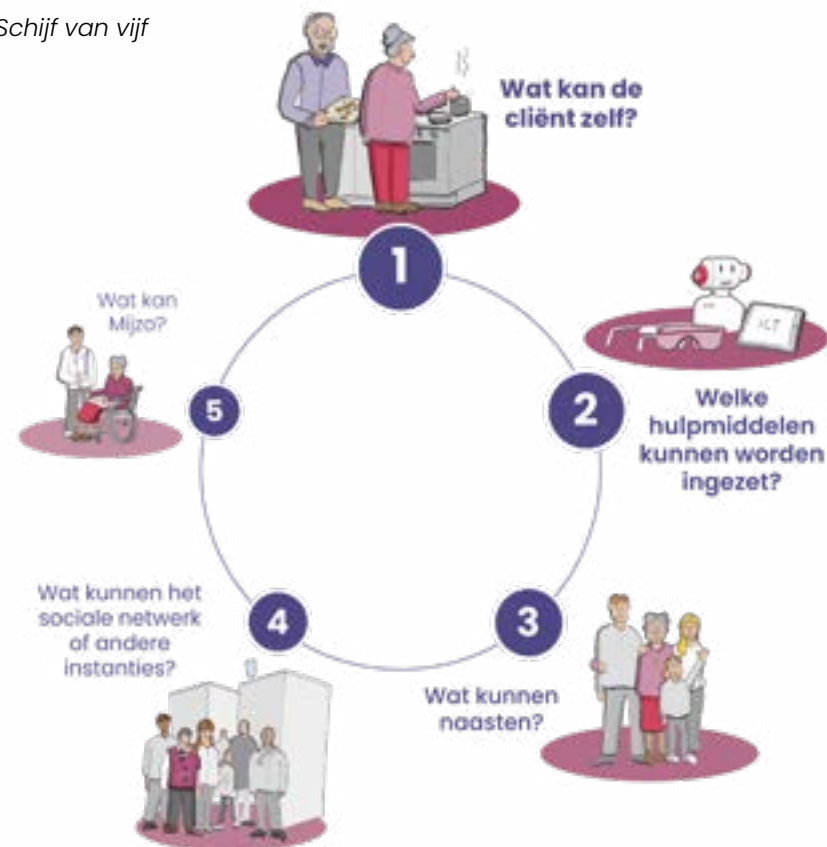 Schijf van vijf
Wat kan de
cliënt zelf?
1
2
Welke
hulpmiddelen
kunnen worden
ingezet?
3
Wat kunnen
naasten?
4
Wat kunnen het
sociale netwerk
of andere
instanties?
5
Wat kan
Mijzo?